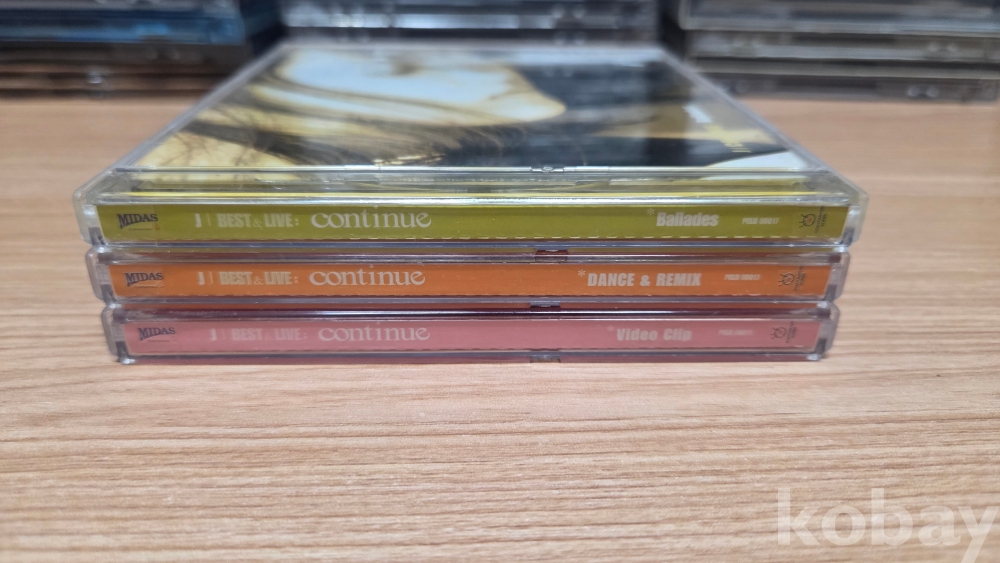 MIDAS J | BEST & LIVE: continue *Ballades
MIDAS J | BEST & LIVE: continue *DANCE & REMIX
MIDAS J | BEST & LIVE: continue *Video Clip
kobay